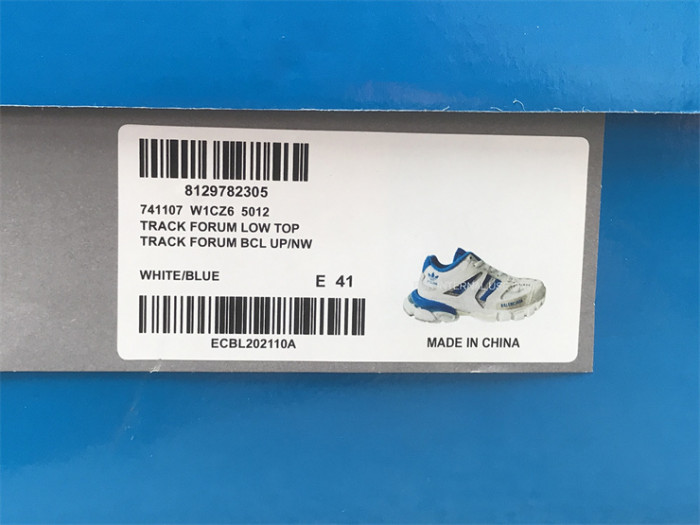 8129782305
741107 W1CZ6 5012
TRACK FORUM LOW TOP
TRACK FORUM BCL UP/NW
WHITE/BLUE
E 41
ECBL202110A
MADE IN CHINA